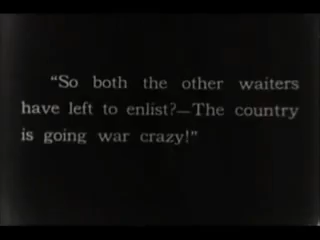 "So both the other waiters
have left to enlist?—The country
is going war crazy!"